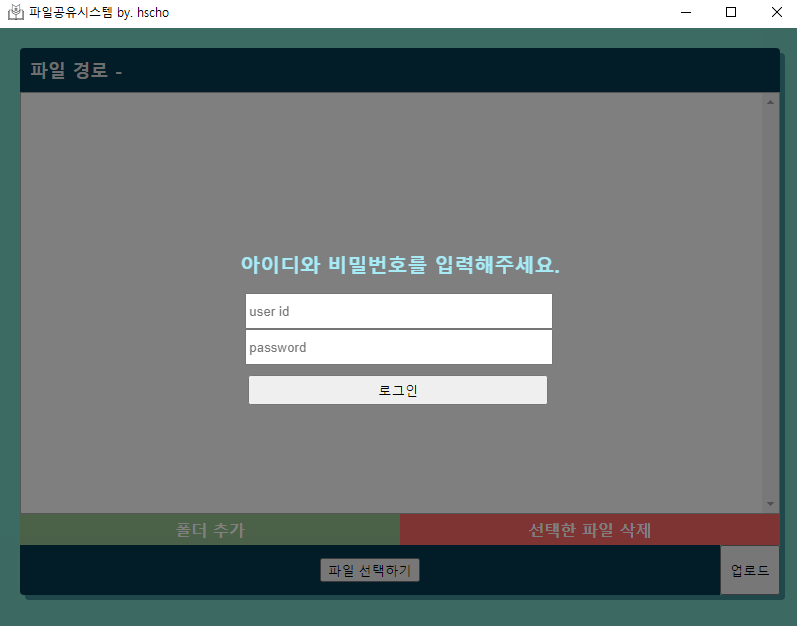 파일공유시스템 by. hscho
파일 경로 -
아이디와 비밀번호를 입력해주세요.
user id
password
로그인
폴더 추가 선택한 파일 삭제
파일 선택하기 업로드